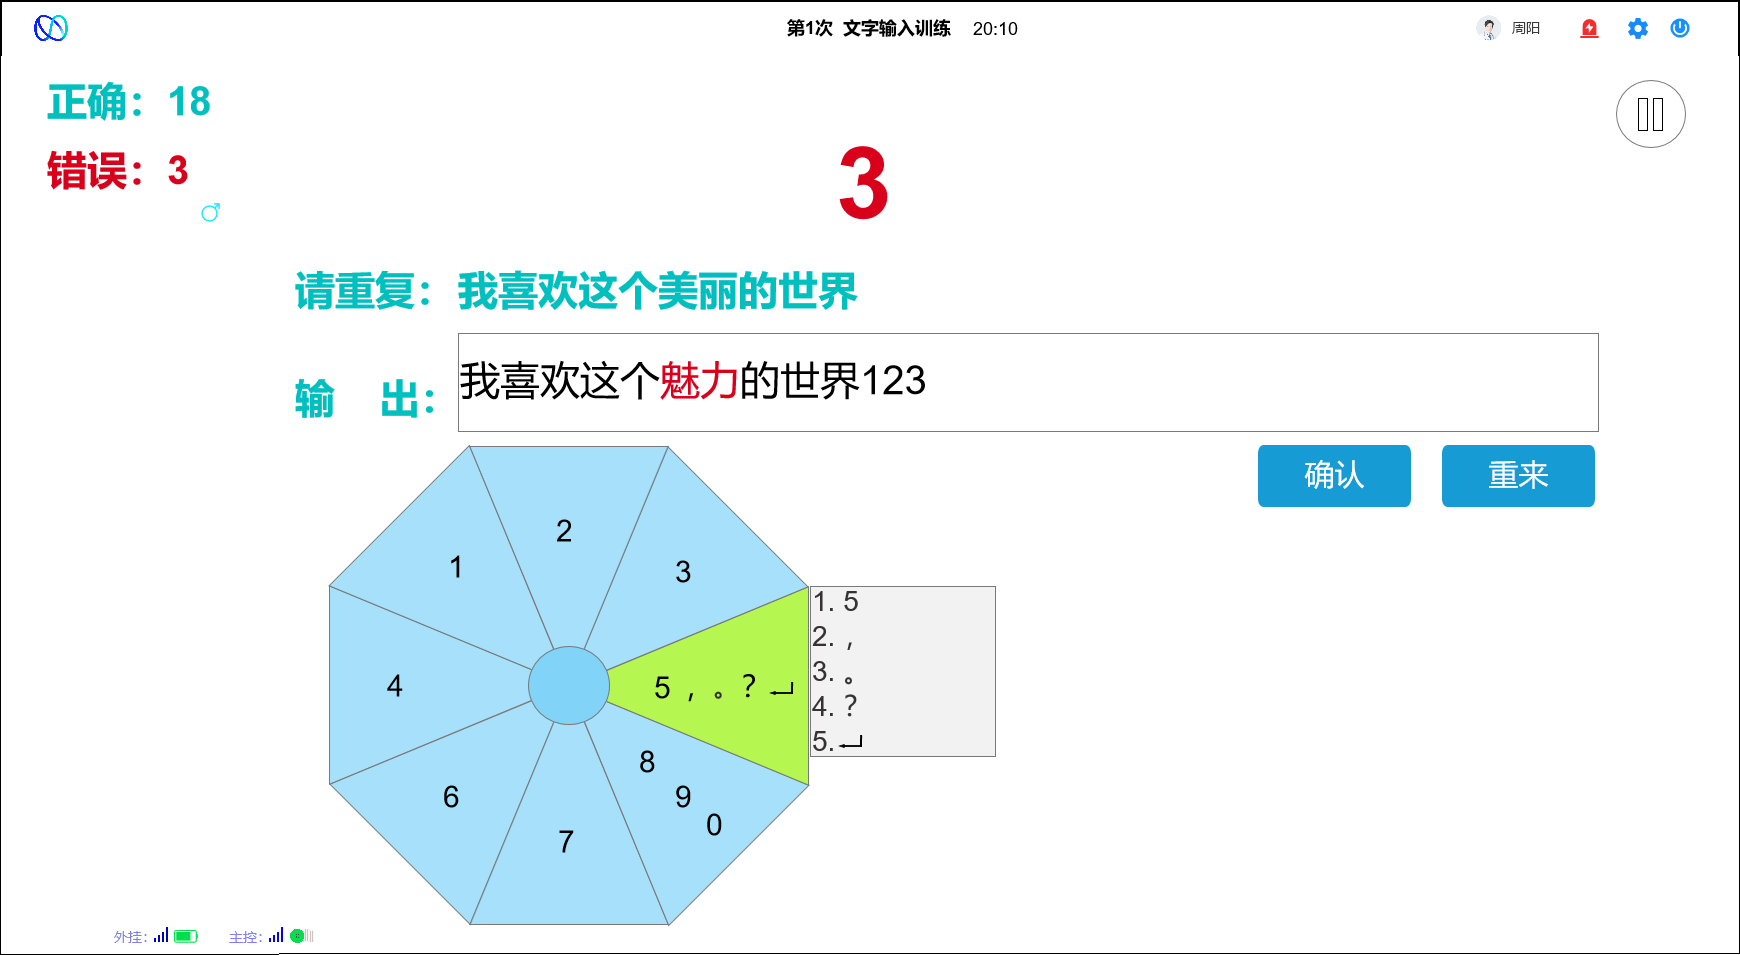 第1次 文字输入训练 20:10 周阳
正确：18
错误：3
3
请重复：我喜欢这个美丽的世界
输 出：我喜欢这个魅力的世界123
确认 重来
2
1
3
4
5 ，。？
6
7
8
9
0
1. 5
2. ，
3. 。
4. ？
5.
外挂： 主控：